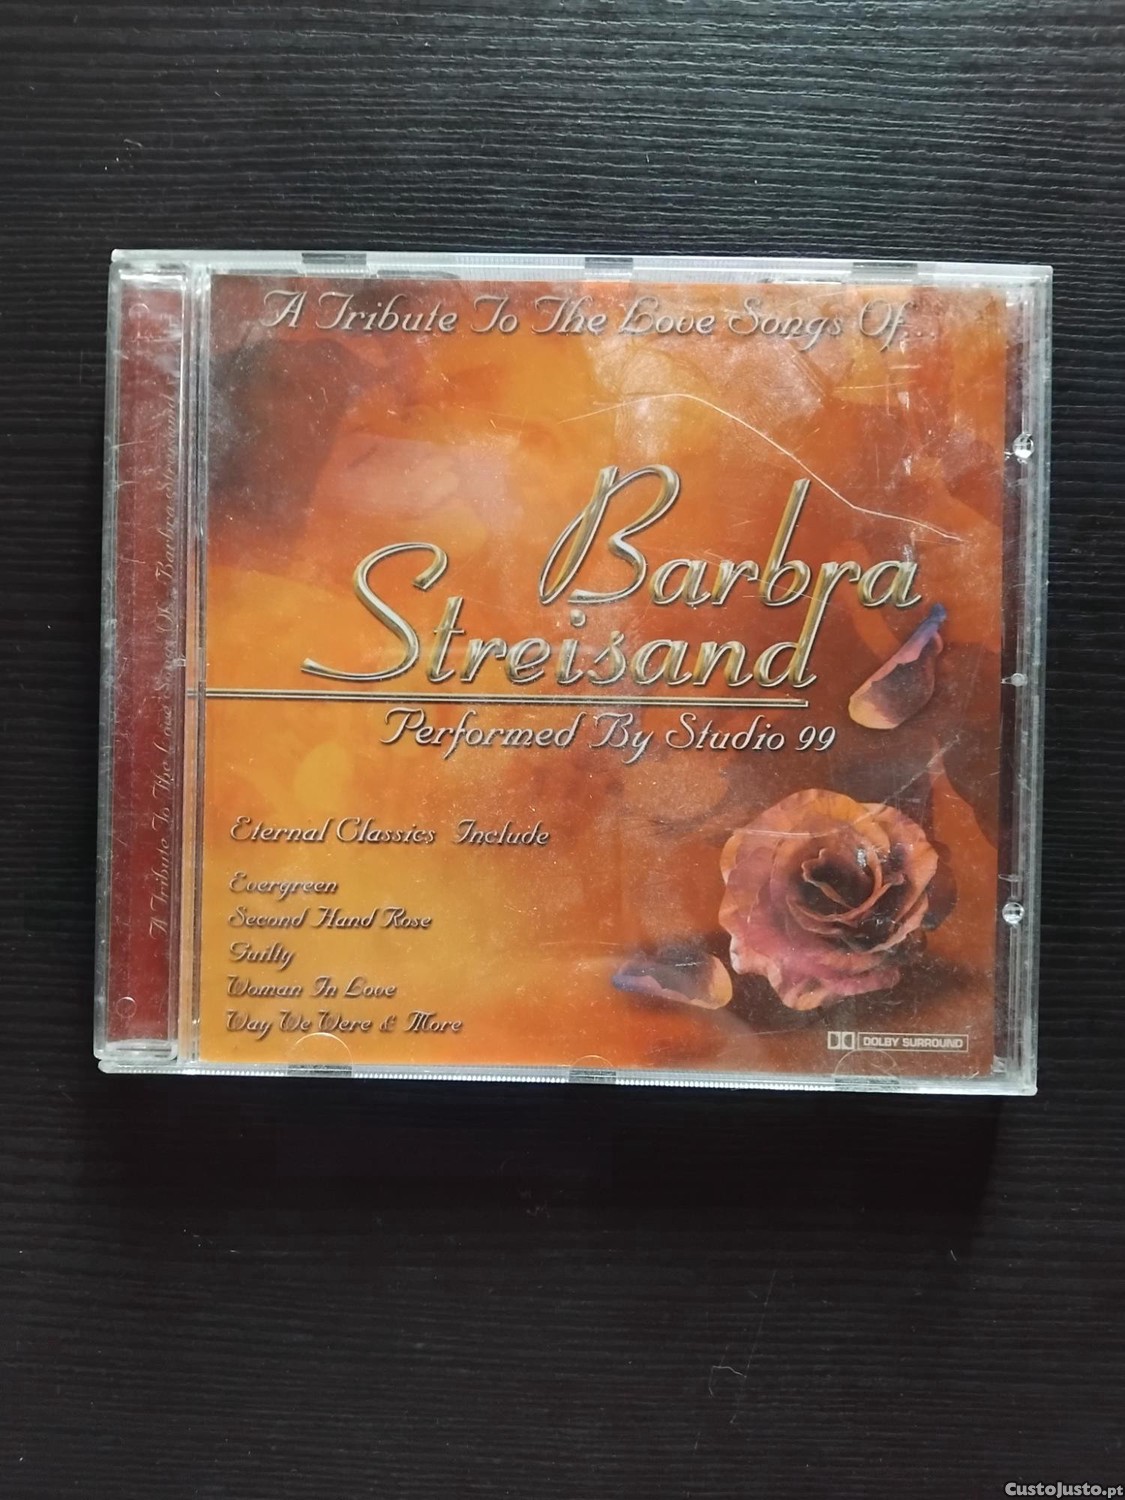 A Tribute To The Love Songs Of...
Barbra
Streisand
Performed By Studio 99
Eternal Classics Include
Evergreen
Second Hand Rose
Guilty
Woman In Love
Way We Were & More
DOLBY SURROUND
A Tribute To The Love Songs Of... Barbra Streisand
CustoJusto.pt